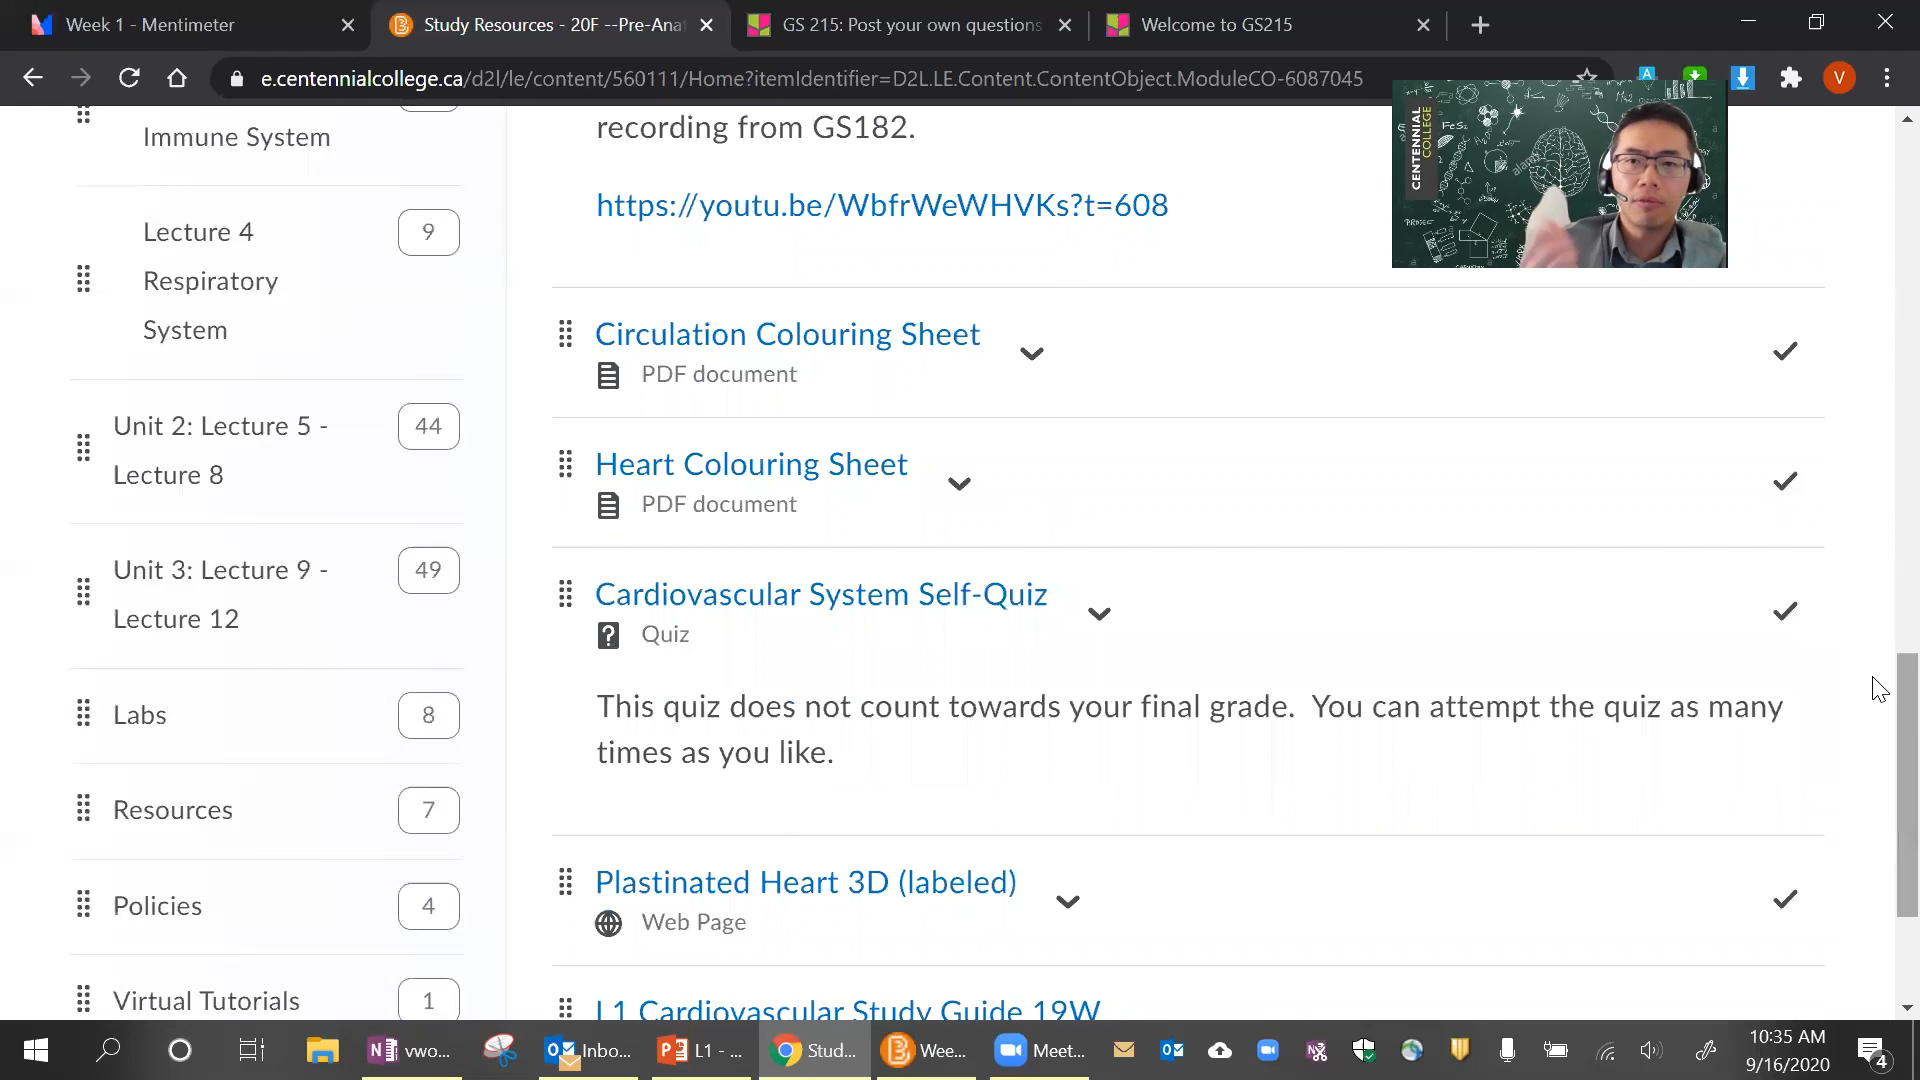 Week 1 - Mentimeter
Study Resources - 20F --Pre-Anat
GS 215: Post your own questions
Welcome to GS215
e.centennialcollege.ca/d2l/le/content/560111/Home?itemIdentifier=D2L.LE.Content.ContentObject.ModuleCO-6087045
V
Immune System
Lecture 4
Respiratory
System
9
Unit 2: Lecture 5 -
Lecture 8
44
Unit 3: Lecture 9 -
Lecture 12
49
Labs
8
Resources
7
Policies
4
Virtual Tutorials
1
recording from GS182.
https://youtu.be/WbfrWeWHVKs?t=608
CENTENNIAL
COLLEGE
FeS2
Circulation Colouring Sheet
PDF document
Heart Colouring Sheet
PDF document
Cardiovascular System Self-Quiz
Quiz
This quiz does not count towards your final grade.  You can attempt the quiz as many
times as you like.
Plastinated Heart 3D (labeled)
Web Page
L1 Cardiovascular Study Guide 19W
vwo...
Inbo...
L1 - ...
Stud...
Wee...
Meet...
10:35 AM
9/16/2020
4